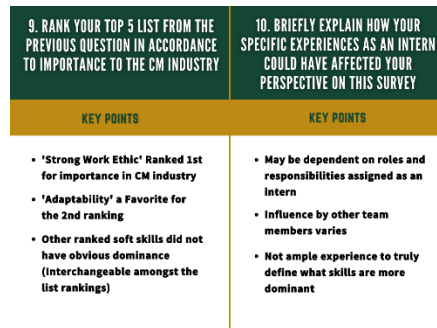 9. RANK YOUR TOP 5 LIST FROM THE
PREVIOUS QUESTION IN ACCORDANCE
TO IMPORTANCE TO THE CM INDUSTRY
KEY POINTS
• 'Strong Work Ethic' Ranked 1st
for importance in CM industry
• 'Adaptability' a Favorite for
the 2nd ranking
• Other ranked soft skills did not
have obvious dominance
(Interchangeable amongst the
list rankings)
10. BRIEFLY EXPLAIN HOW YOUR
SPECIFIC EXPERIENCES AS AN INTERN
COULD HAVE AFFECTED YOUR
PERSPECTIVE ON THIS SURVEY
KEY POINTS
• May be dependent on roles and
responsibilities assigned as an
intern
• Influence by other team
members varies
• Not ample experience to truly
define what skills are more
dominant